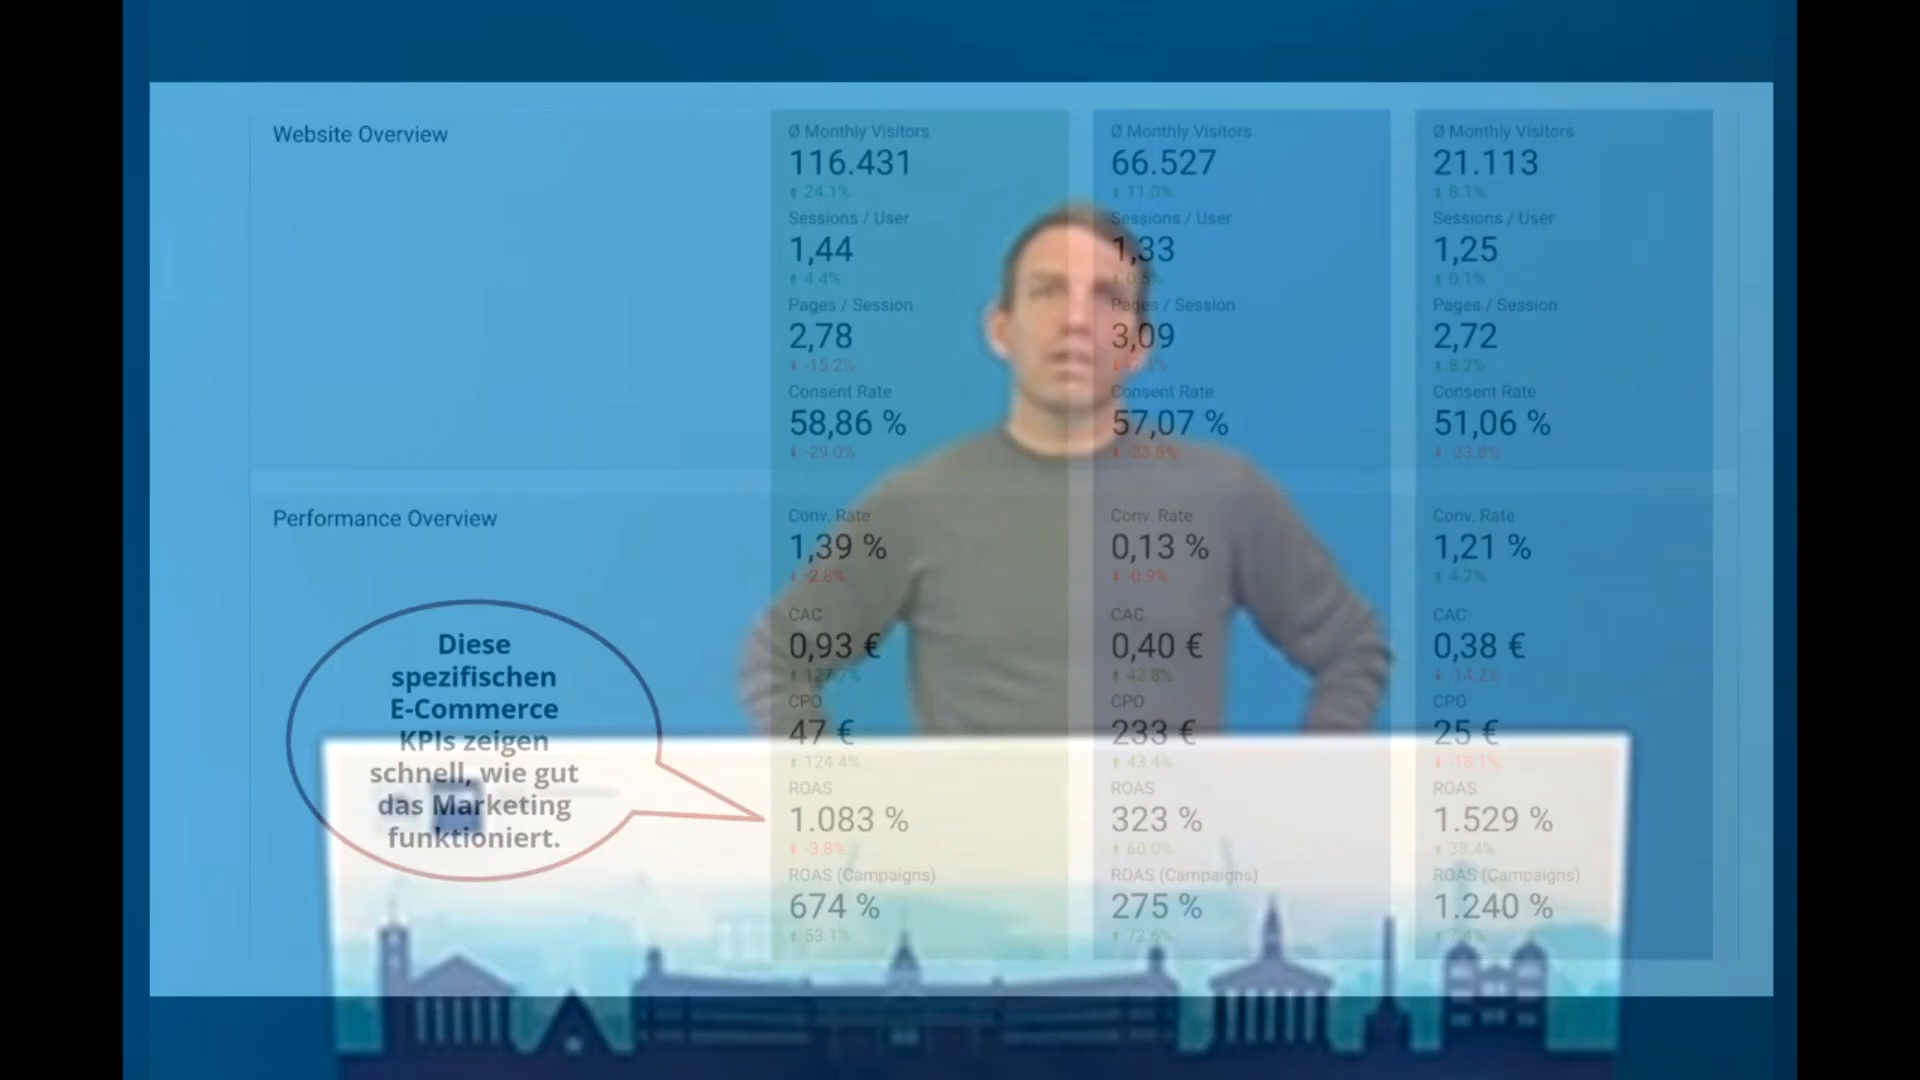 Website Overview
Ø Monthly Visitors
116.431
24.1%
Sessions / User
1,44
4.4%
Pages / Session
2,78
-15.2%
Consent Rate
58,86 %
-29.0%
Ø Monthly Visitors
66.527
11.0%
Sessions / User
1,33
Pages / Session
3,09
Consent Rate
57,07 %
-23.6%
Ø Monthly Visitors
21.113
8.1%
Sessions / User
1,25
0.1%
Pages / Session
2,72
8.2%
Consent Rate
51,06 %
-33.8%
Performance Overview
Conv. Rate
1,39 %
-2.8%
CAC
0,93 €
127.7%
CPO
47 €
124.4%
ROAS
1.083 %
-3.8%
ROAS (Campaigns)
674 %
53.1%
Conv. Rate
0,13 %
-0.9%
CAC
0,40 €
42.8%
CPO
233 €
43.4%
ROAS
323 %
60.0%
ROAS (Campaigns)
275 %
72.6%
Conv. Rate
1,21 %
4.7%
CAC
0,38 €
-14.2%
CPO
25 €
-18.1%
ROAS
1.529 %
38.4%
ROAS (Campaigns)
1.240 %
Diese
spezifischen
E-Commerce
KPIs zeigen
schnell, wie gut
das Marketing
funktioniert.